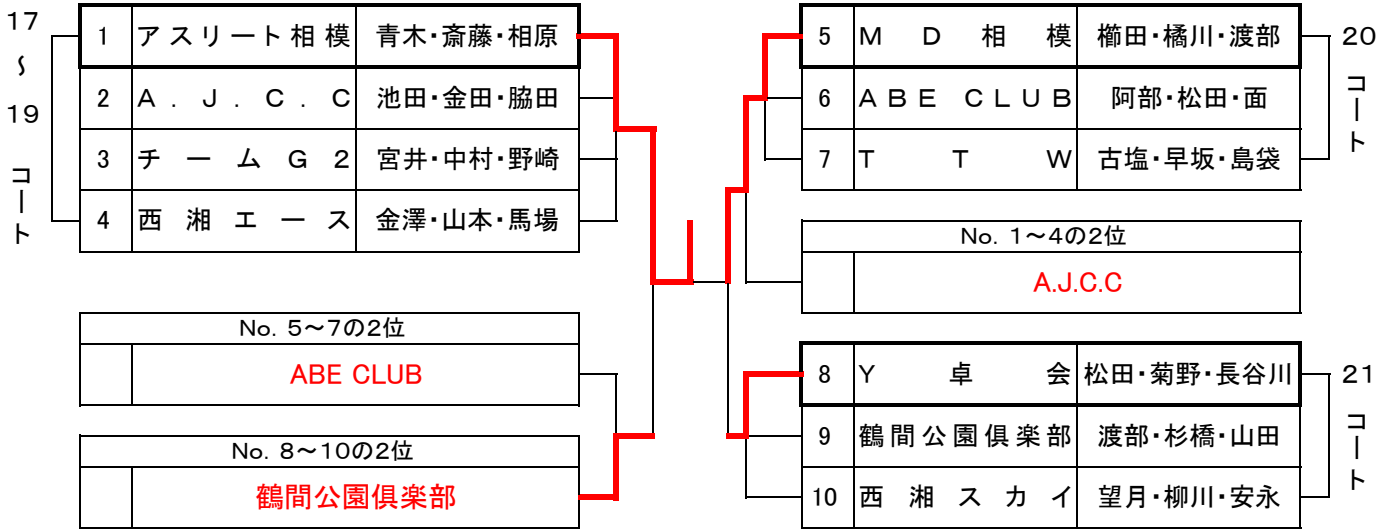 17
〜
19
コート
1 アスリート相模 青木・斎藤・相原
2 A.J.C.C 池田・金田・脇田
3 チームG2 宮井・中村・野崎
4 西湘エース 金澤・山本・馬場
No. 5～7の2位
ABE CLUB
No. 8～10の2位
鶴間公園倶楽部
5 MD相模 櫛田・橘川・渡部
6 ABE CLUB 阿部・松田・面
7 TTW 古塩・早坂・島袋
20
コート
No. 1～4の2位
A.J.C.C
8 Y卓会 松田・菊野・長谷川
9 鶴間公園倶楽部 渡部・杉橋・山田
10 西湘スカイ 望月・柳川・安永
21
コート